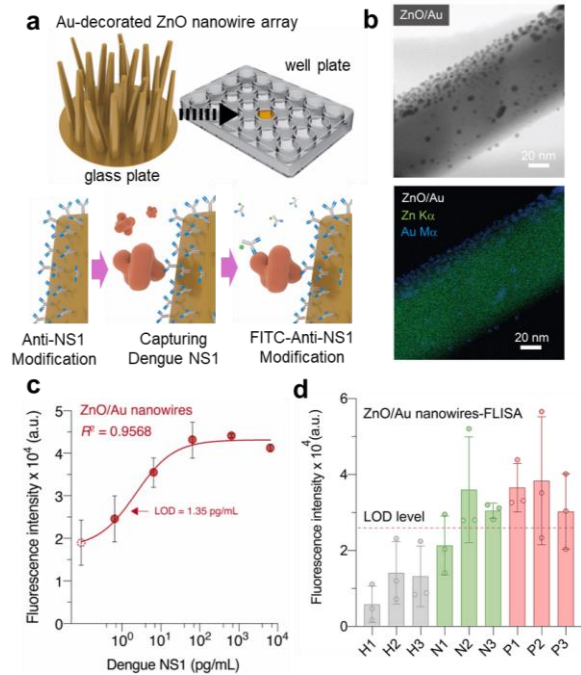 a
Au-decorated ZnO nanowire array
well plate
glass plate
Anti-NS1
Modification
Capturing
Dengue NS1
FITC-Anti-NS1
Modification
b
ZnO/Au
20 nm
ZnO/Au
Zn Kα
Au Mα
20 nm
c
Fluorescence intensity x 10⁴ (a.u.)
5
4
3
2
1
0
ZnO/Au nanowires
R² = 0.9568
LOD = 1.35 pg/mL
10⁰ 10¹ 10² 10³ 10⁴
Dengue NS1 (pg/mL)
d
Fluorescence intensity x 10⁴ (a.u.)
6
4
2
0
ZnO/Au nanowires-FLISA
LOD level
H1 H2 H3 N1 N2 N3 P1 P2 P3